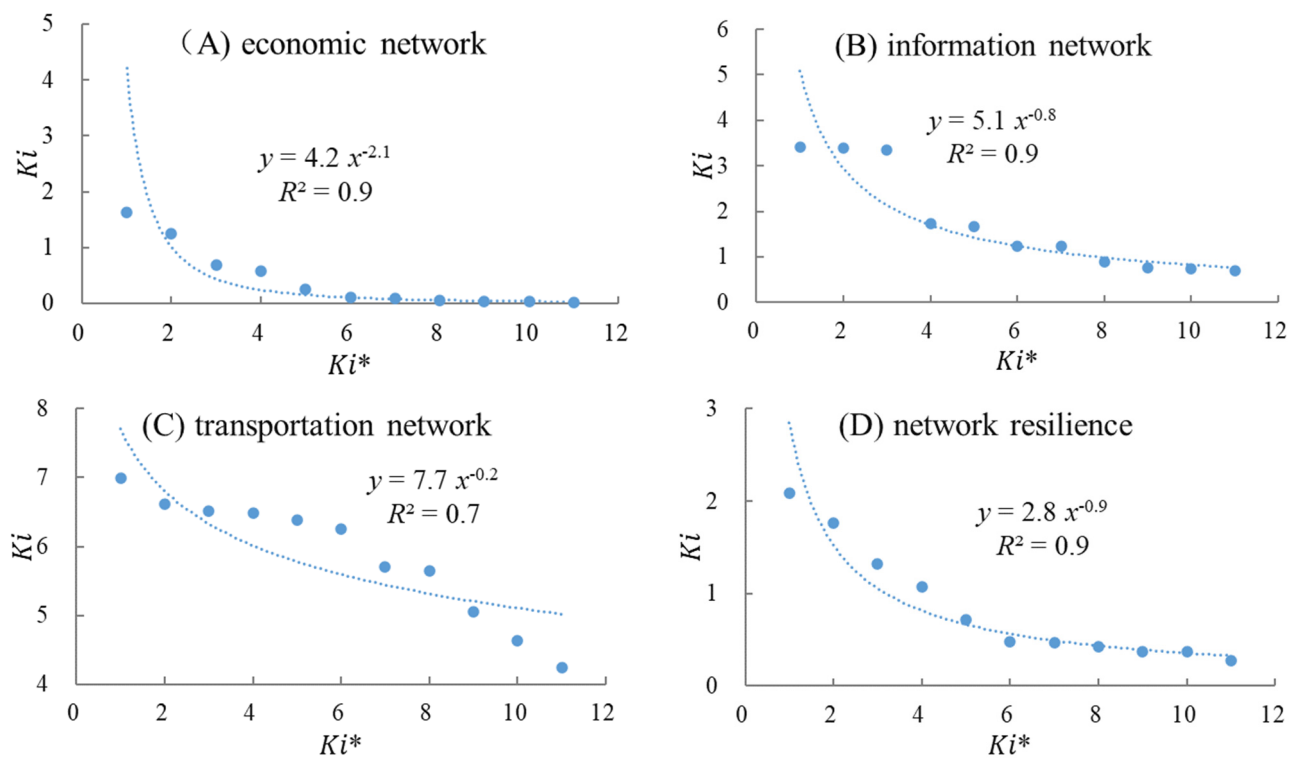 (A) economic network
5
4
3
2
1
0
Ki
y = 4.2 x^-2.1
R² = 0.9
0 2 4 6 8 10 12
Ki*
(B) information network
6
5
4
3
2
1
0
Ki
y = 5.1 x^-0.8
R² = 0.9
0 2 4 6 8 10 12
Ki*
(C) transportation network
8
7
6
5
4
Ki
y = 7.7 x^-0.2
R² = 0.7
0 2 4 6 8 10 12
Ki*
(D) network resilience
3
2
1
0
Ki
y = 2.8 x^-0.9
R² = 0.9
0 2 4 6 8 10 12
Ki*